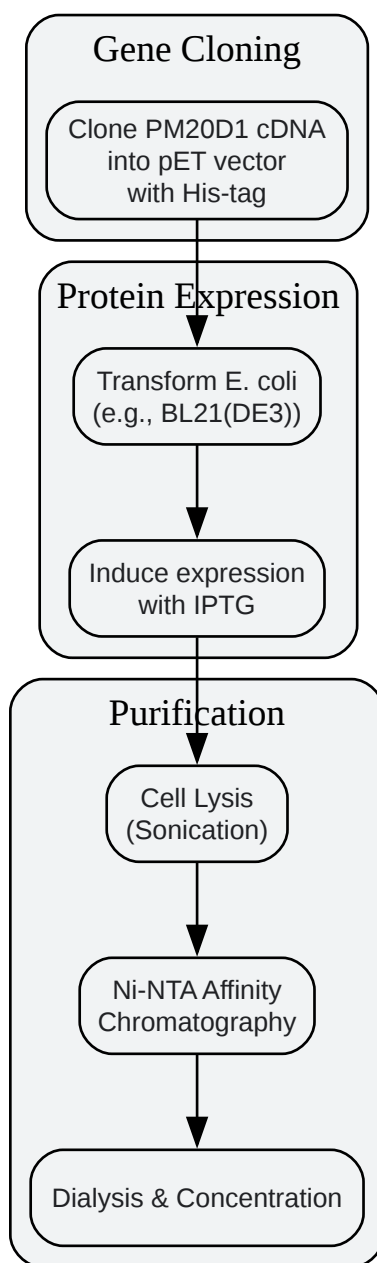 Gene Cloning
Clone PM20D1 cDNA
into pET vector
with His-tag
Protein Expression
Transform E. coli
(e.g., BL21(DE3))
Induce expression
with IPTG
Purification
Cell Lysis
(Sonication)
Ni-NTA Affinity
Chromatography
Dialysis & Concentration